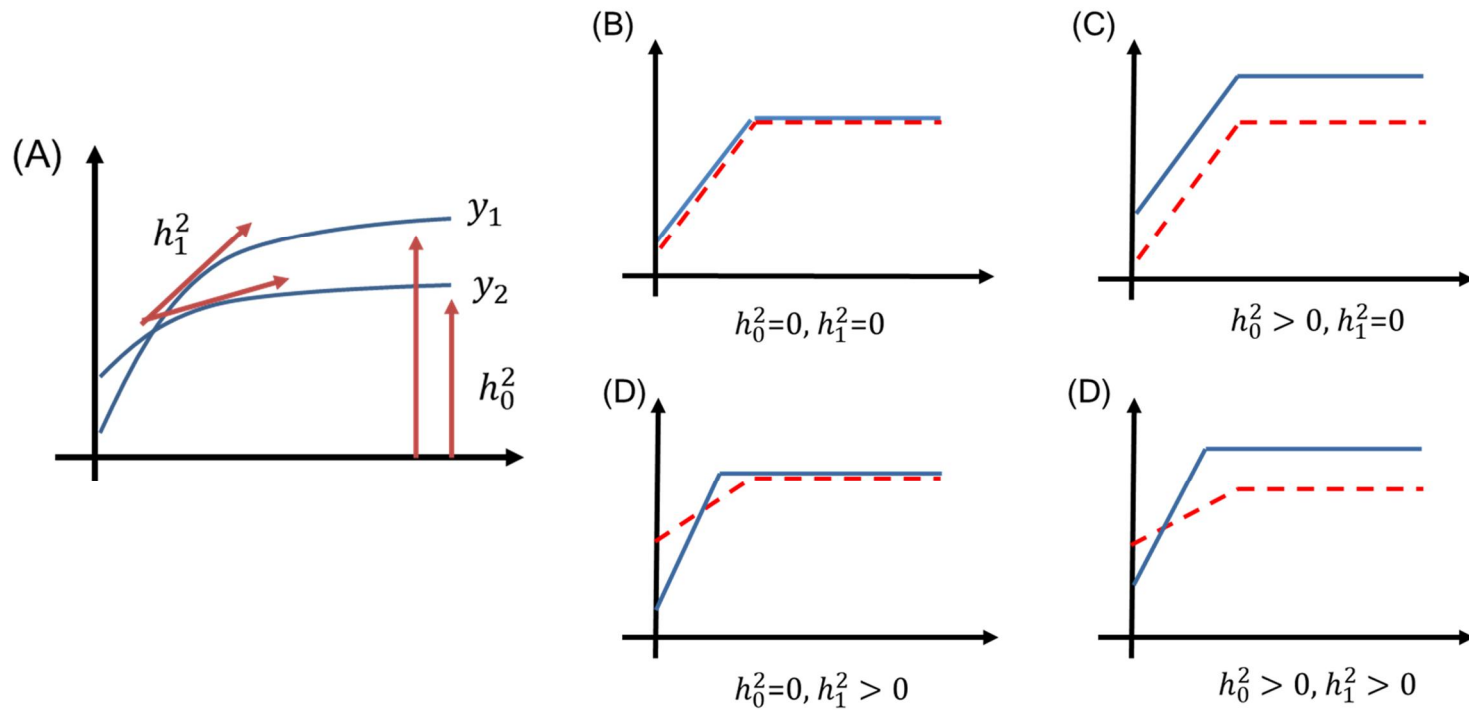 (A)
h_1^2
y_1
y_2
h_0^2
(B)
h_0^2=0, h_1^2=0
(C)
h_0^2 > 0, h_1^2=0
(D)
h_0^2=0, h_1^2 > 0
(D)
h_0^2 > 0, h_1^2 > 0